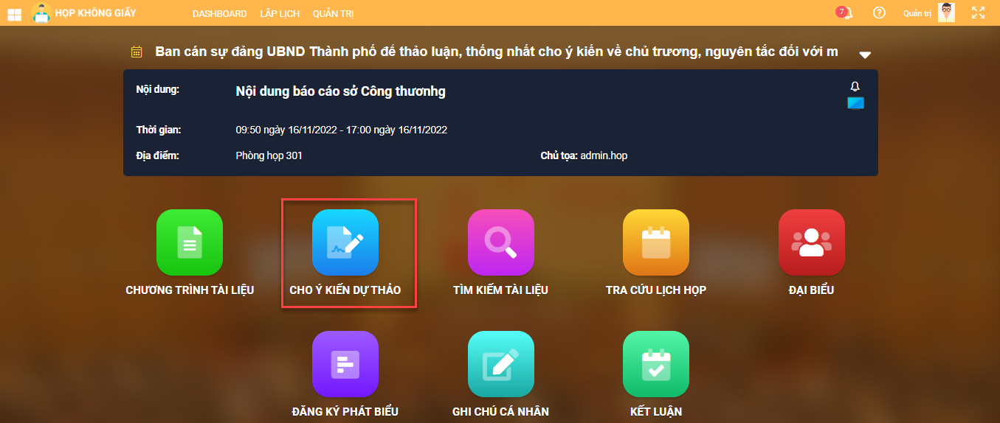 HỌP KHÔNG GIẤY DASHBOARD LẬP LỊCH QUẢN TRỊ 7 Quản trị
Ban cán sự đảng UBND Thành phố để thảo luận, thống nhất cho ý kiến về chủ trương, nguyên tắc đối với m
Nội dung: Nội dung báo cáo sở Công thươnhg
Thời gian: 09:50 ngày 16/11/2022 - 17:00 ngày 16/11/2022
Địa điểm: Phòng họp 301 Chủ tọa: admin.hop
CHƯƠNG TRÌNH TÀI LIỆU CHO Ý KIẾN DỰ THẢO TÌM KIẾM TÀI LIỆU TRA CỨU LỊCH HỌP ĐẠI BIỂU
ĐĂNG KÝ PHÁT BIỂU GHI CHÚ CÁ NHÂN KẾT LUẬN